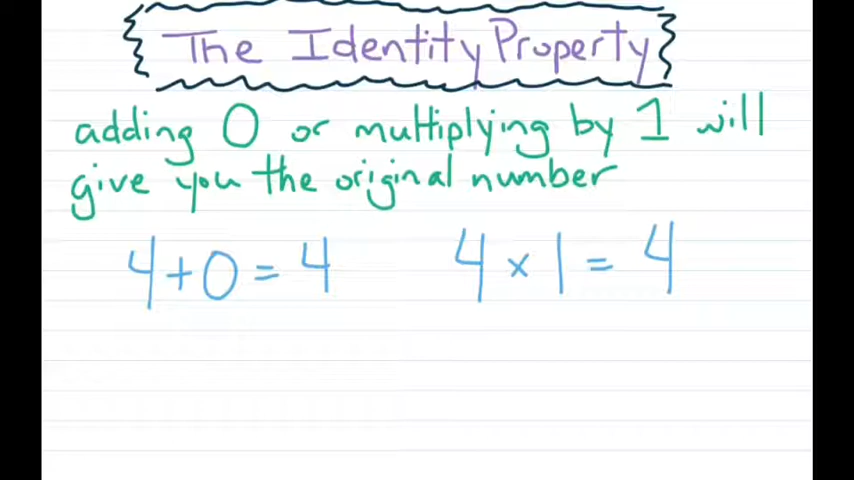 The Identity Property
adding 0 or multiplying by 1 will
give you the original number
4+0=4 4×1=4